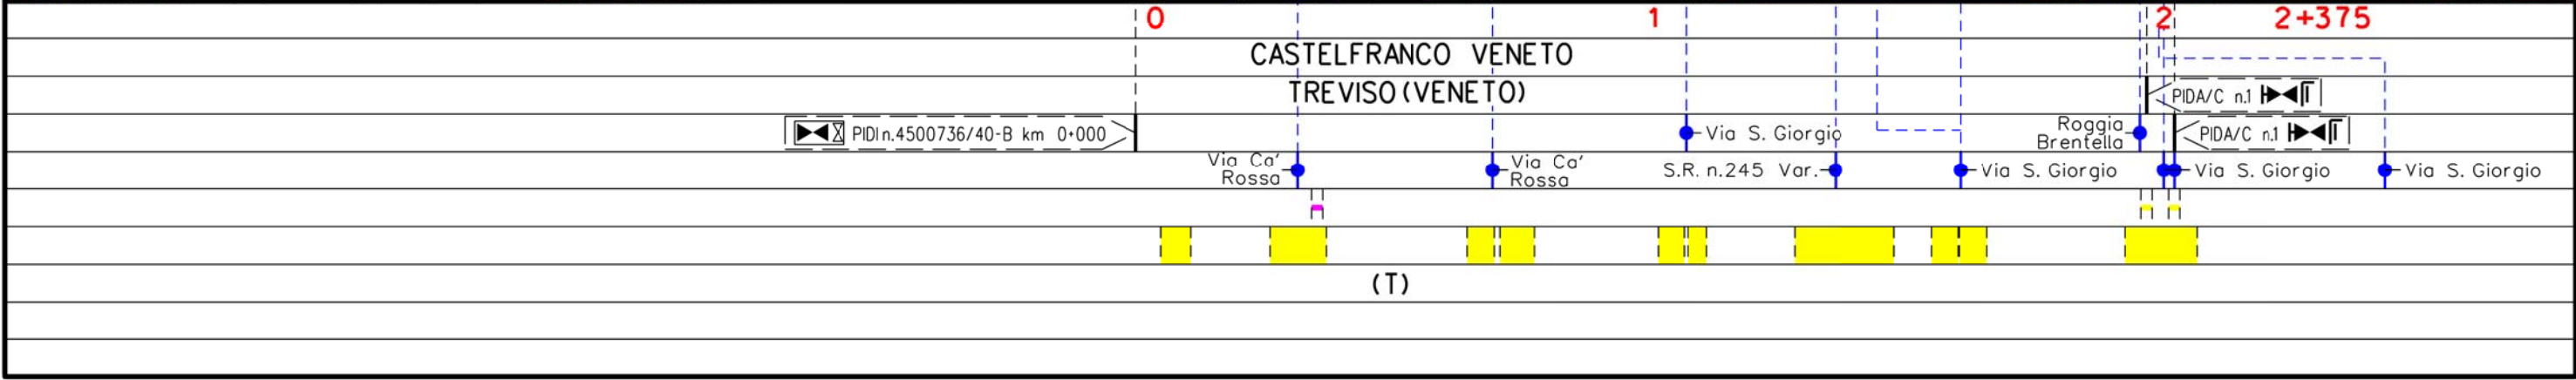 0 1 2 2+375
CASTELFRANCO VENETO
TREVISO (VENETO)
PIDA/C n.1
PIDI n.4500736/40-B km 0+000
Via S. Giorgio
Roggia
Brentella
PIDA/C n.1
Via Ca'
Rossa
Via Ca'
Rossa
S.R. n.245 Var.
Via S. Giorgio
Via S. Giorgio
Via S. Giorgio
(T)